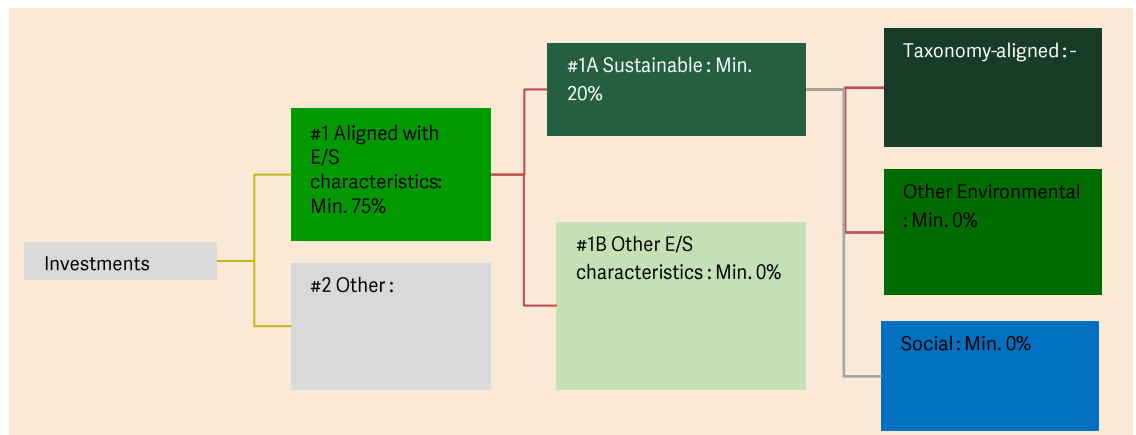 Investments
#1 Aligned with
E/S
characteristics:
Min. 75%
#2 Other :
#1A Sustainable : Min.
20%
#1B Other E/S
characteristics : Min. 0%
Taxonomy-aligned : -
Other Environmental
: Min. 0%
Social : Min. 0%